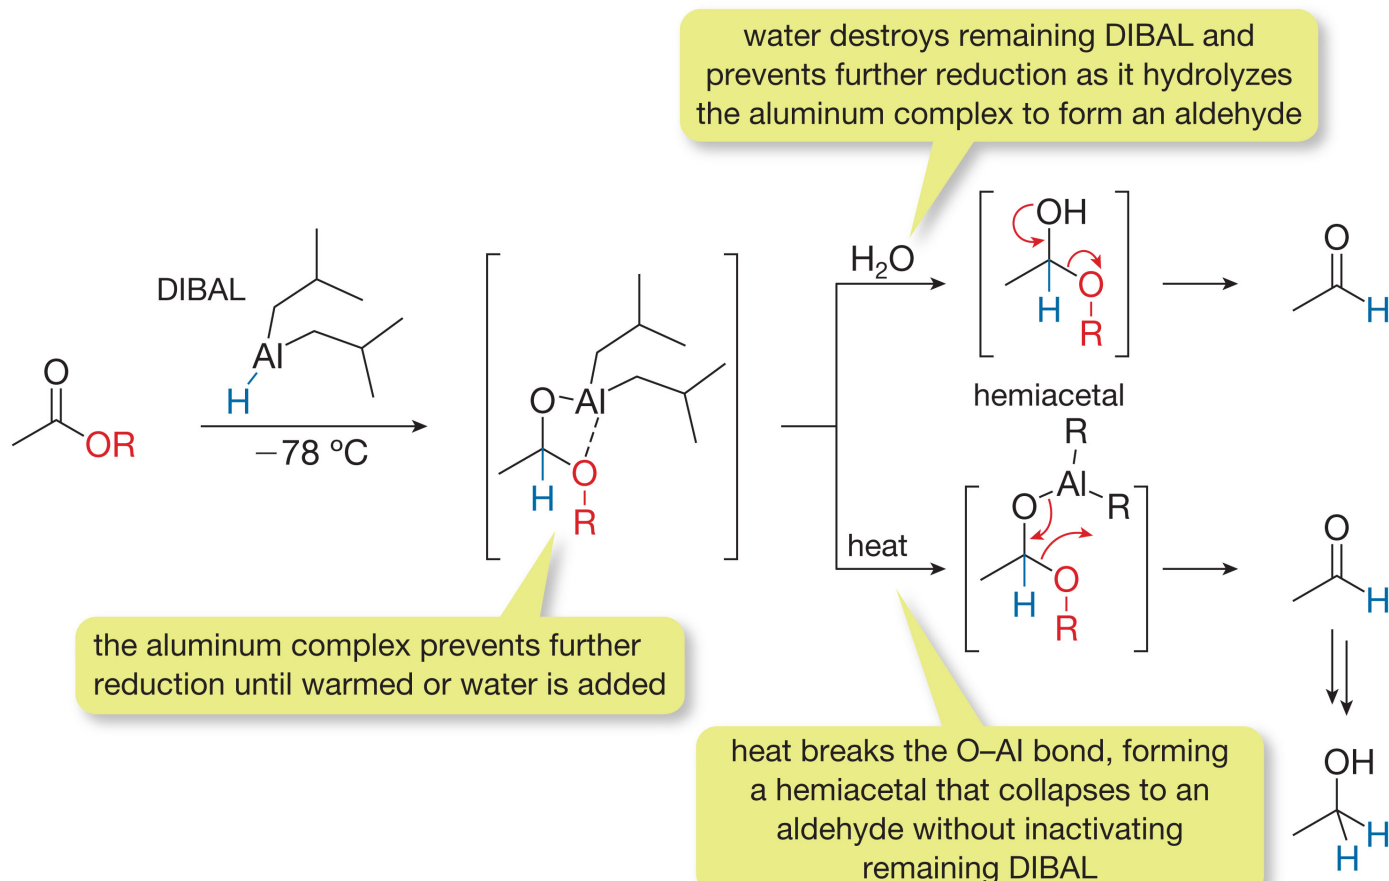 water destroys remaining DIBAL and
prevents further reduction as it hydrolyzes
the aluminum complex to form an aldehyde
DIBAL
Al
H
O
OR
–78 ºC
O
Al
O
H
R
the aluminum complex prevents further
reduction until warmed or water is added
H₂O
OH
O
H
R
hemiacetal
O
H
heat
R
Al
R
O
O
H
R
O
H
heat breaks the O–Al bond, forming
a hemiacetal that collapses to an
aldehyde without inactivating
remaining DIBAL
OH
H
H